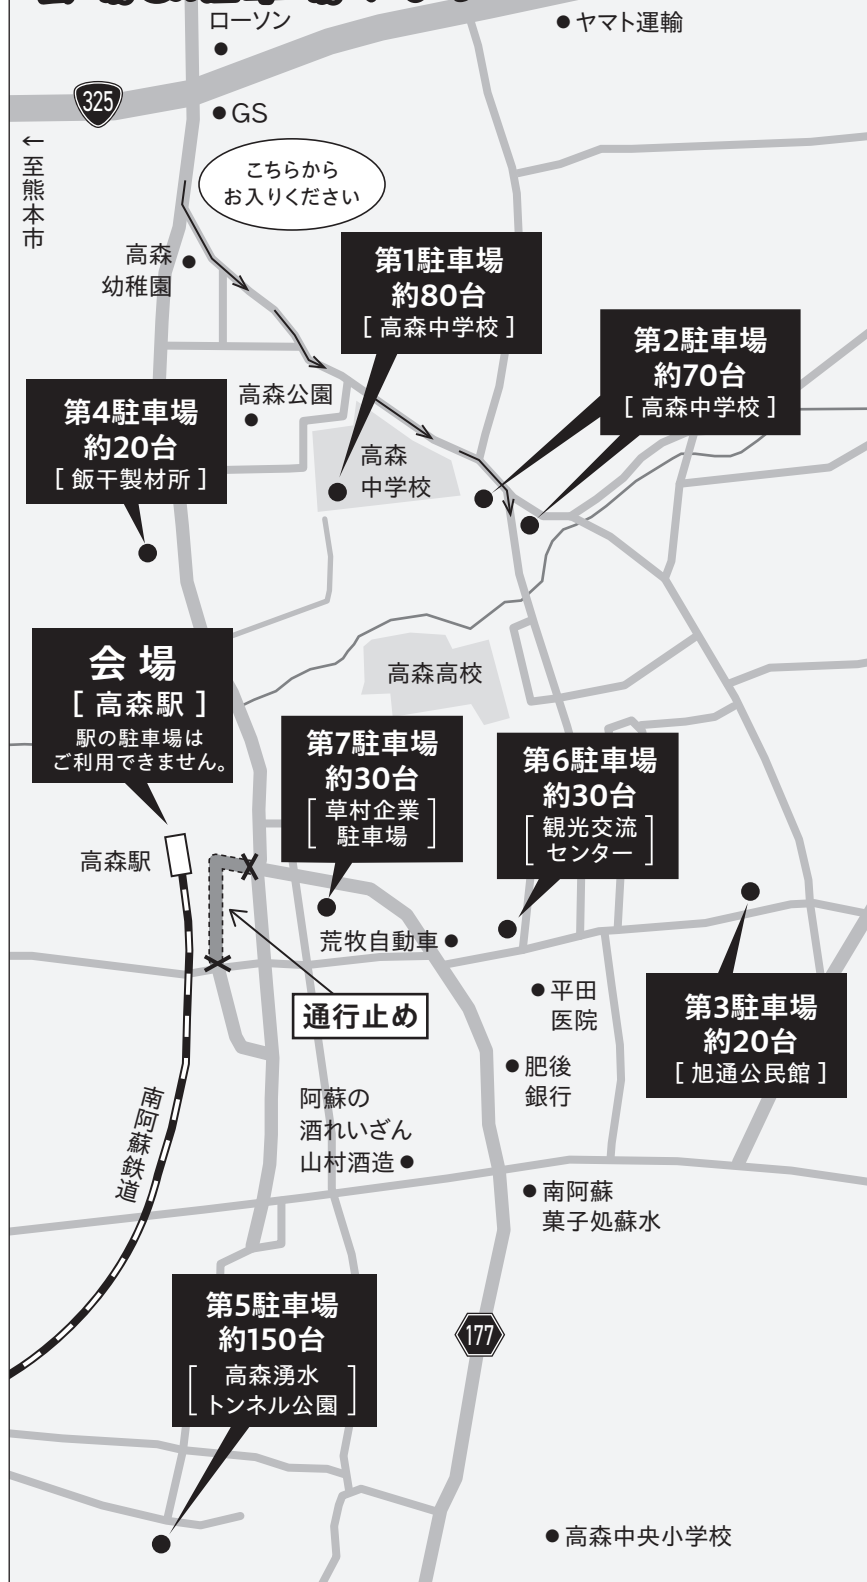 ローソン
ヤマト運輸
325
GS
←至熊本市
こちらから
お入りください
高森
幼稚園
第1駐車場
約80台
[ 高森中学校 ]
第2駐車場
約70台
[ 高森中学校 ]
第4駐車場
約20台
[ 飯干製材所 ]
高森公園
高森
中学校
会場
[ 高森駅 ]
駅の駐車場は
ご利用できません。
高森高校
第7駐車場
約30台
[ 草村企業
駐車場 ]
第6駐車場
約30台
[ 観光交流
センター ]
高森駅
荒牧自動車
通行止め
平田
医院
第3駐車場
約20台
[ 旭通公民館 ]
肥後
銀行
南阿蘇鉄道
阿蘇の
酒れいざん
山村酒造
南阿蘇
菓子処蘇水
第5駐車場
約150台
[ 高森湧水
トンネル公園 ]
177
高森中央小学校